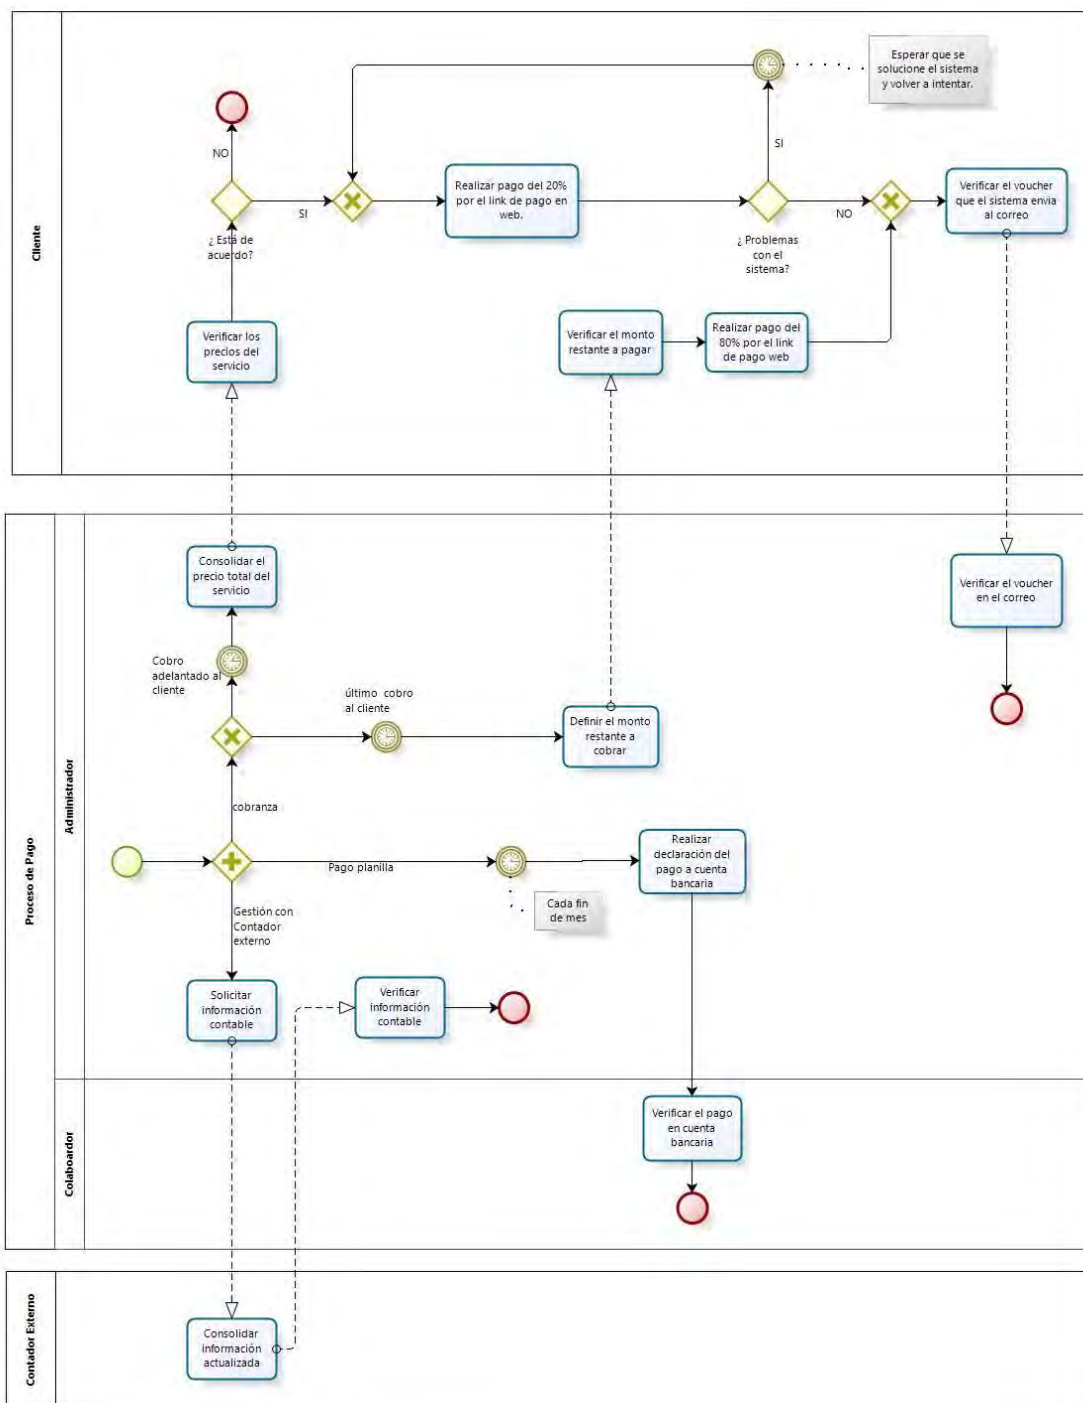 Cliente
Esperar que se
solucione el sistema
y volver a intentar.
NO
SI
SI
Realizar pago del 20%
por el link de pago en
web.
NO
Verificar el voucher
que el sistema envia
al correo
¿ Está de
acuerdo?
¿ Problemas
con el
sistema?
Verificar los
precios del
servicio
Verificar el monto
restante a pagar
Realizar pago del
80% por el link
de pago web
Proceso de Pago
Administrador
Consolidar el
precio total del
servicio
Verificar el voucher
en el correo
Cobro
adelantado al
cliente
último cobro
al cliente
Definir el monto
restante a
cobrar
cobranza
Pago planilla
Realizar
declaración del
pago a cuenta
bancaria
Cada fin
de mes
Gestión con
Contador
externo
Solicitar
información
contable
Verificar
información
contable
Colaboardor
Verificar el pago
en cuenta
bancaria
Contador Externo
Consolidar
información
actualizada